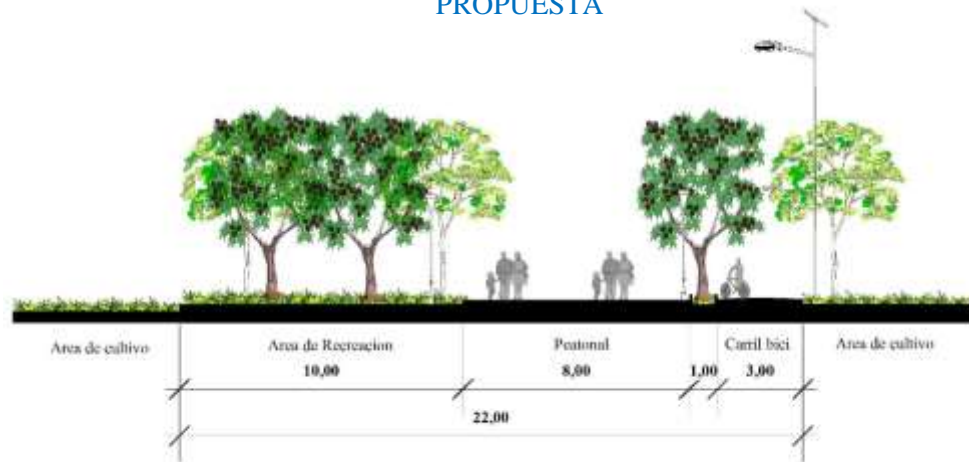 PROPUESTA
Area de cultivo Area de Recreaçion Peatonal Carril bici Area de cultivo
10,00 8,00 1,00 3,00
22,00